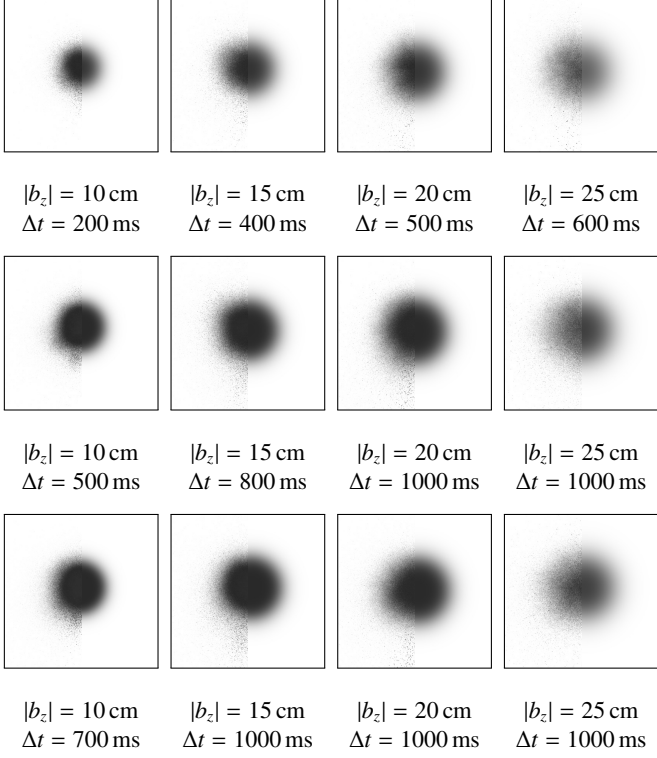 |b_z| = 10 cm |b_z| = 15 cm |b_z| = 20 cm |b_z| = 25 cm
Δt = 200 ms Δt = 400 ms Δt = 500 ms Δt = 600 ms
|b_z| = 10 cm |b_z| = 15 cm |b_z| = 20 cm |b_z| = 25 cm
Δt = 500 ms Δt = 800 ms Δt = 1000 ms Δt = 1000 ms
|b_z| = 10 cm |b_z| = 15 cm |b_z| = 20 cm |b_z| = 25 cm
Δt = 700 ms Δt = 1000 ms Δt = 1000 ms Δt = 1000 ms